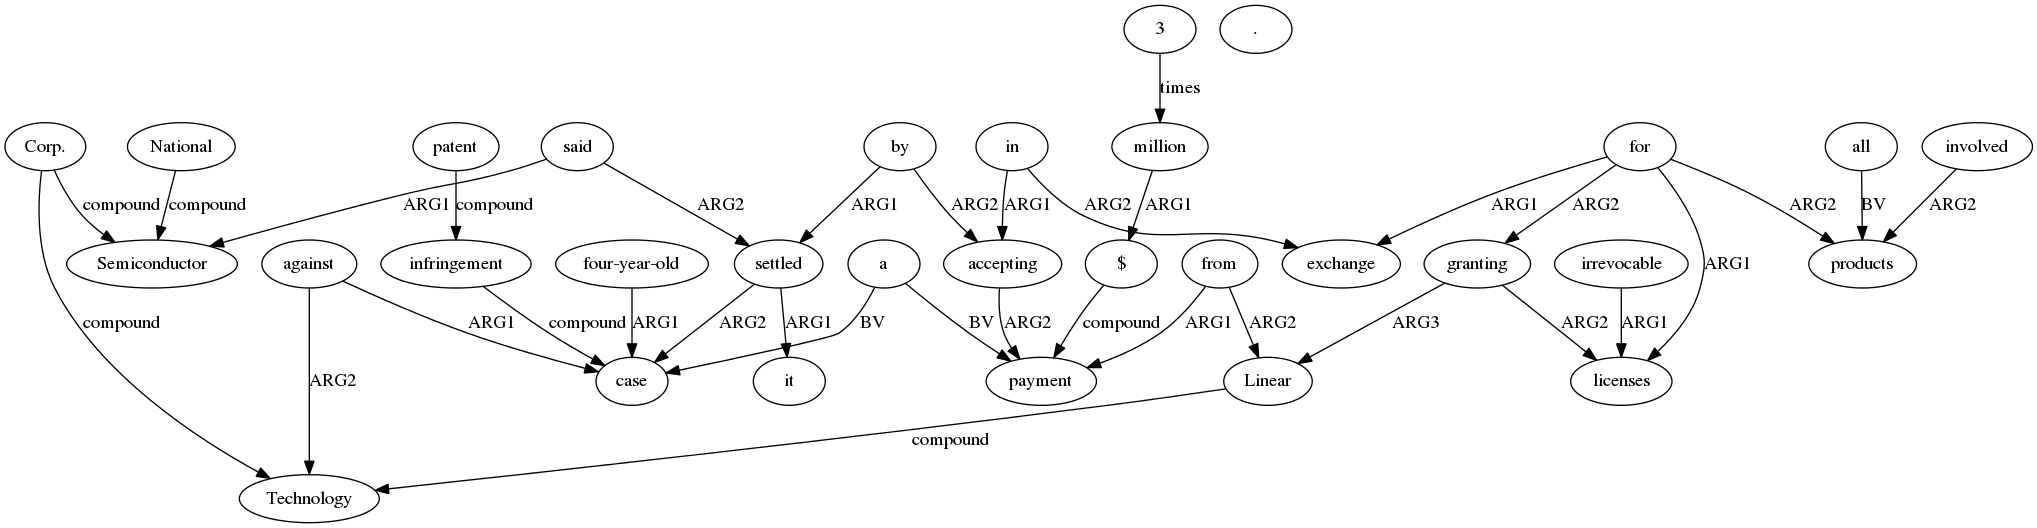 3 .
times
Corp. National patent said by in million for all involved
compound compound ARG1 compound ARG2 ARG1 ARG2 ARG1 ARG2 ARG1 ARG1 ARG2 ARG2 BV ARG2
Semiconductor against infringement four-year-old settled a accepting $ from exchange granting irrevocable products
ARG1
compound ARG1 compound ARG1 ARG2 ARG1 BV BV ARG2 compound ARG1 ARG2 ARG3 ARG2 ARG1
case it payment Linear licenses
ARG2
compound
Technology